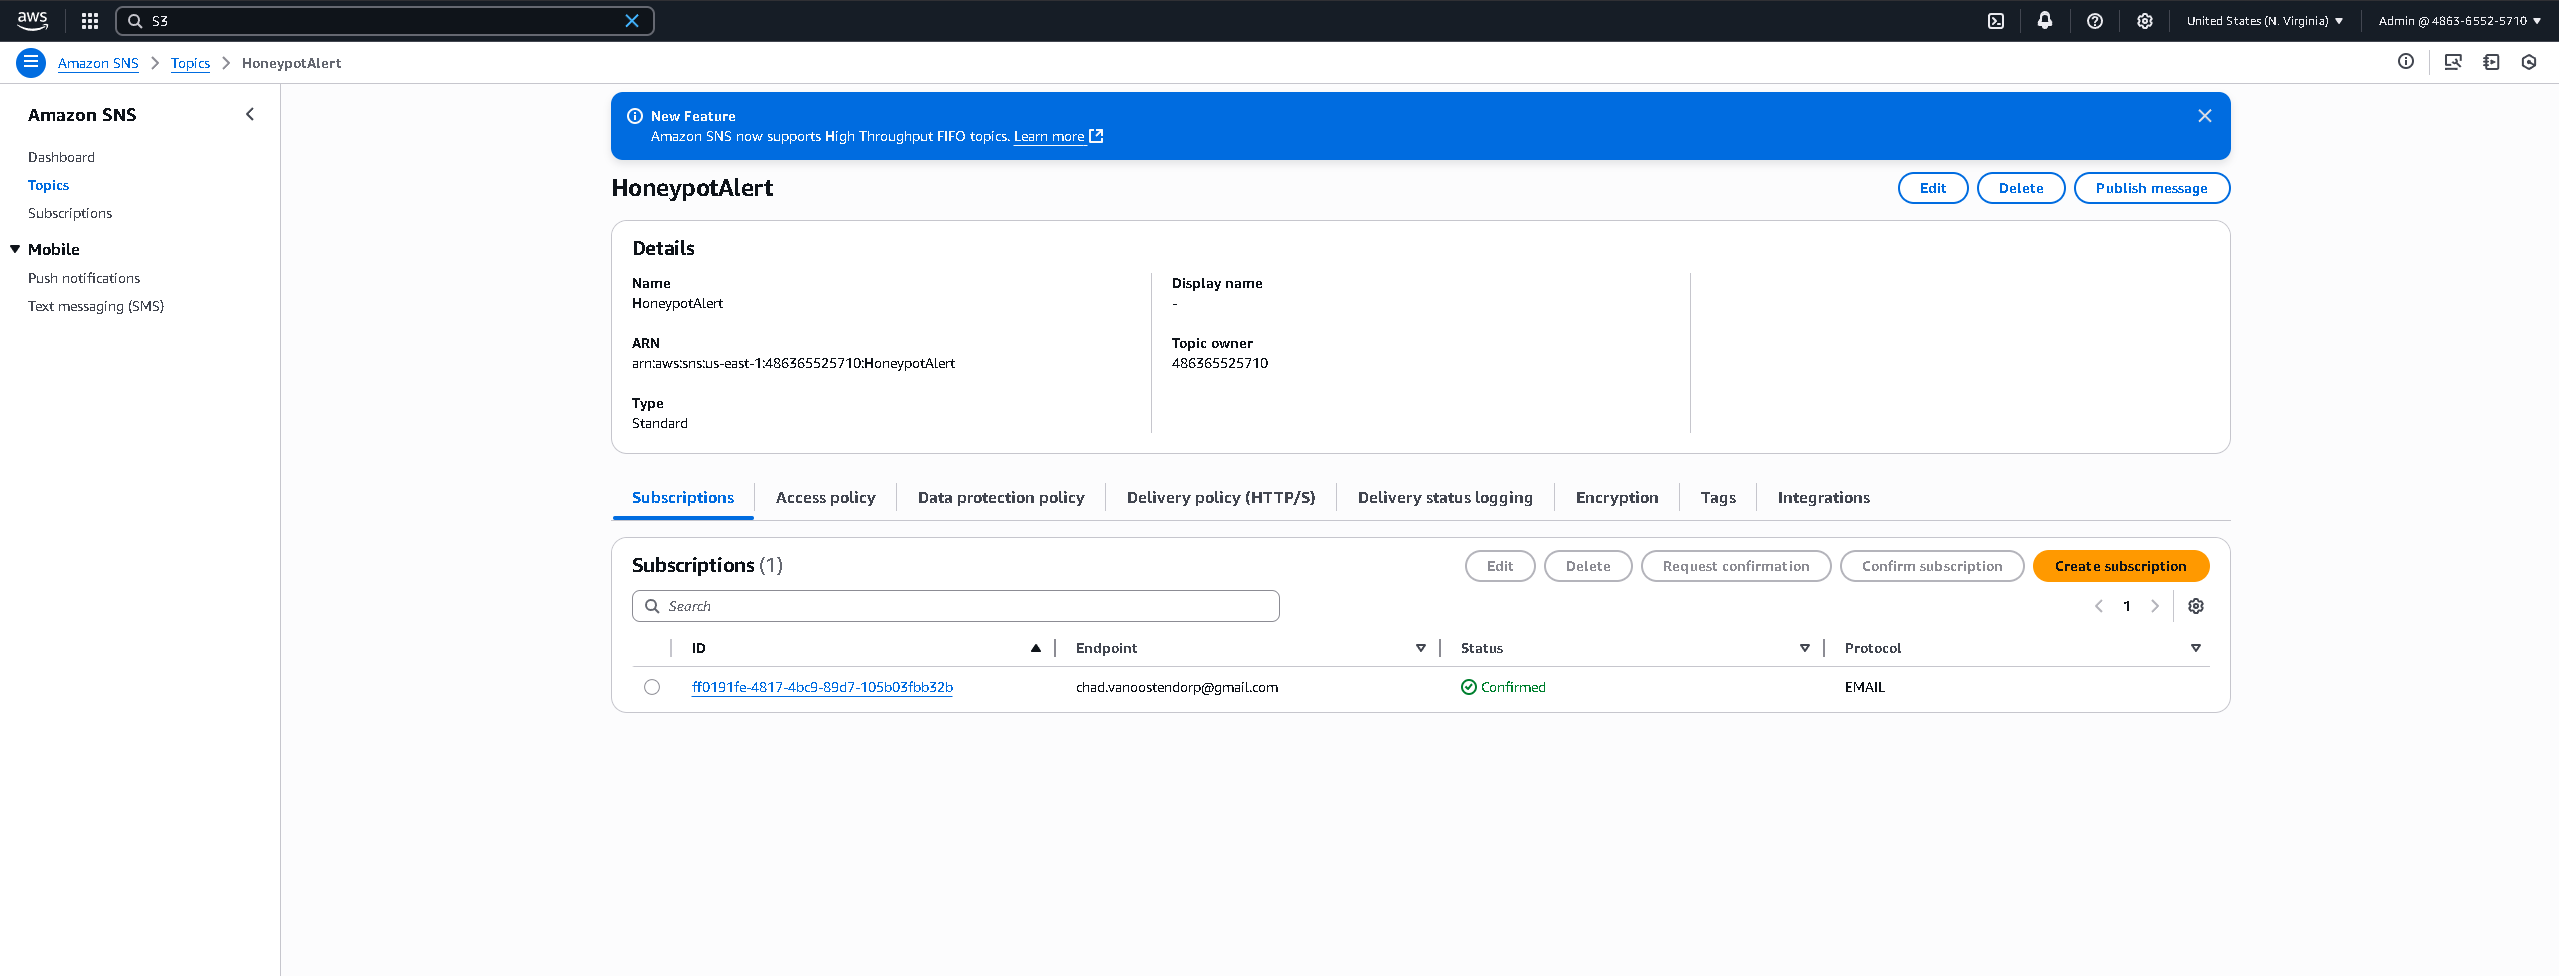 aws
S3
United States (N. Virginia)
Admin @ 4863-6552-5710
Amazon SNS
Topics
HoneypotAlert
Amazon SNS
Dashboard
Topics
Subscriptions
Mobile
Push notifications
Text messaging (SMS)
New Feature
Amazon SNS now supports High Throughput FIFO topics. Learn more
HoneypotAlert
Edit
Delete
Publish message
Details
Name
HoneypotAlert
ARN
arn:aws:sns:us-east-1:486365525710:HoneypotAlert
Type
Standard
Display name
-
Topic owner
486365525710
Subscriptions
Access policy
Data protection policy
Delivery policy (HTTP/S)
Delivery status logging
Encryption
Tags
Integrations
Subscriptions (1)
Edit
Delete
Request confirmation
Confirm subscription
Create subscription
Search
1
ID
Endpoint
Status
Protocol
ff0191fe-4817-4bc9-89d7-105b03fbb32b
chad.vanoostendorp@gmail.com
Confirmed
EMAIL